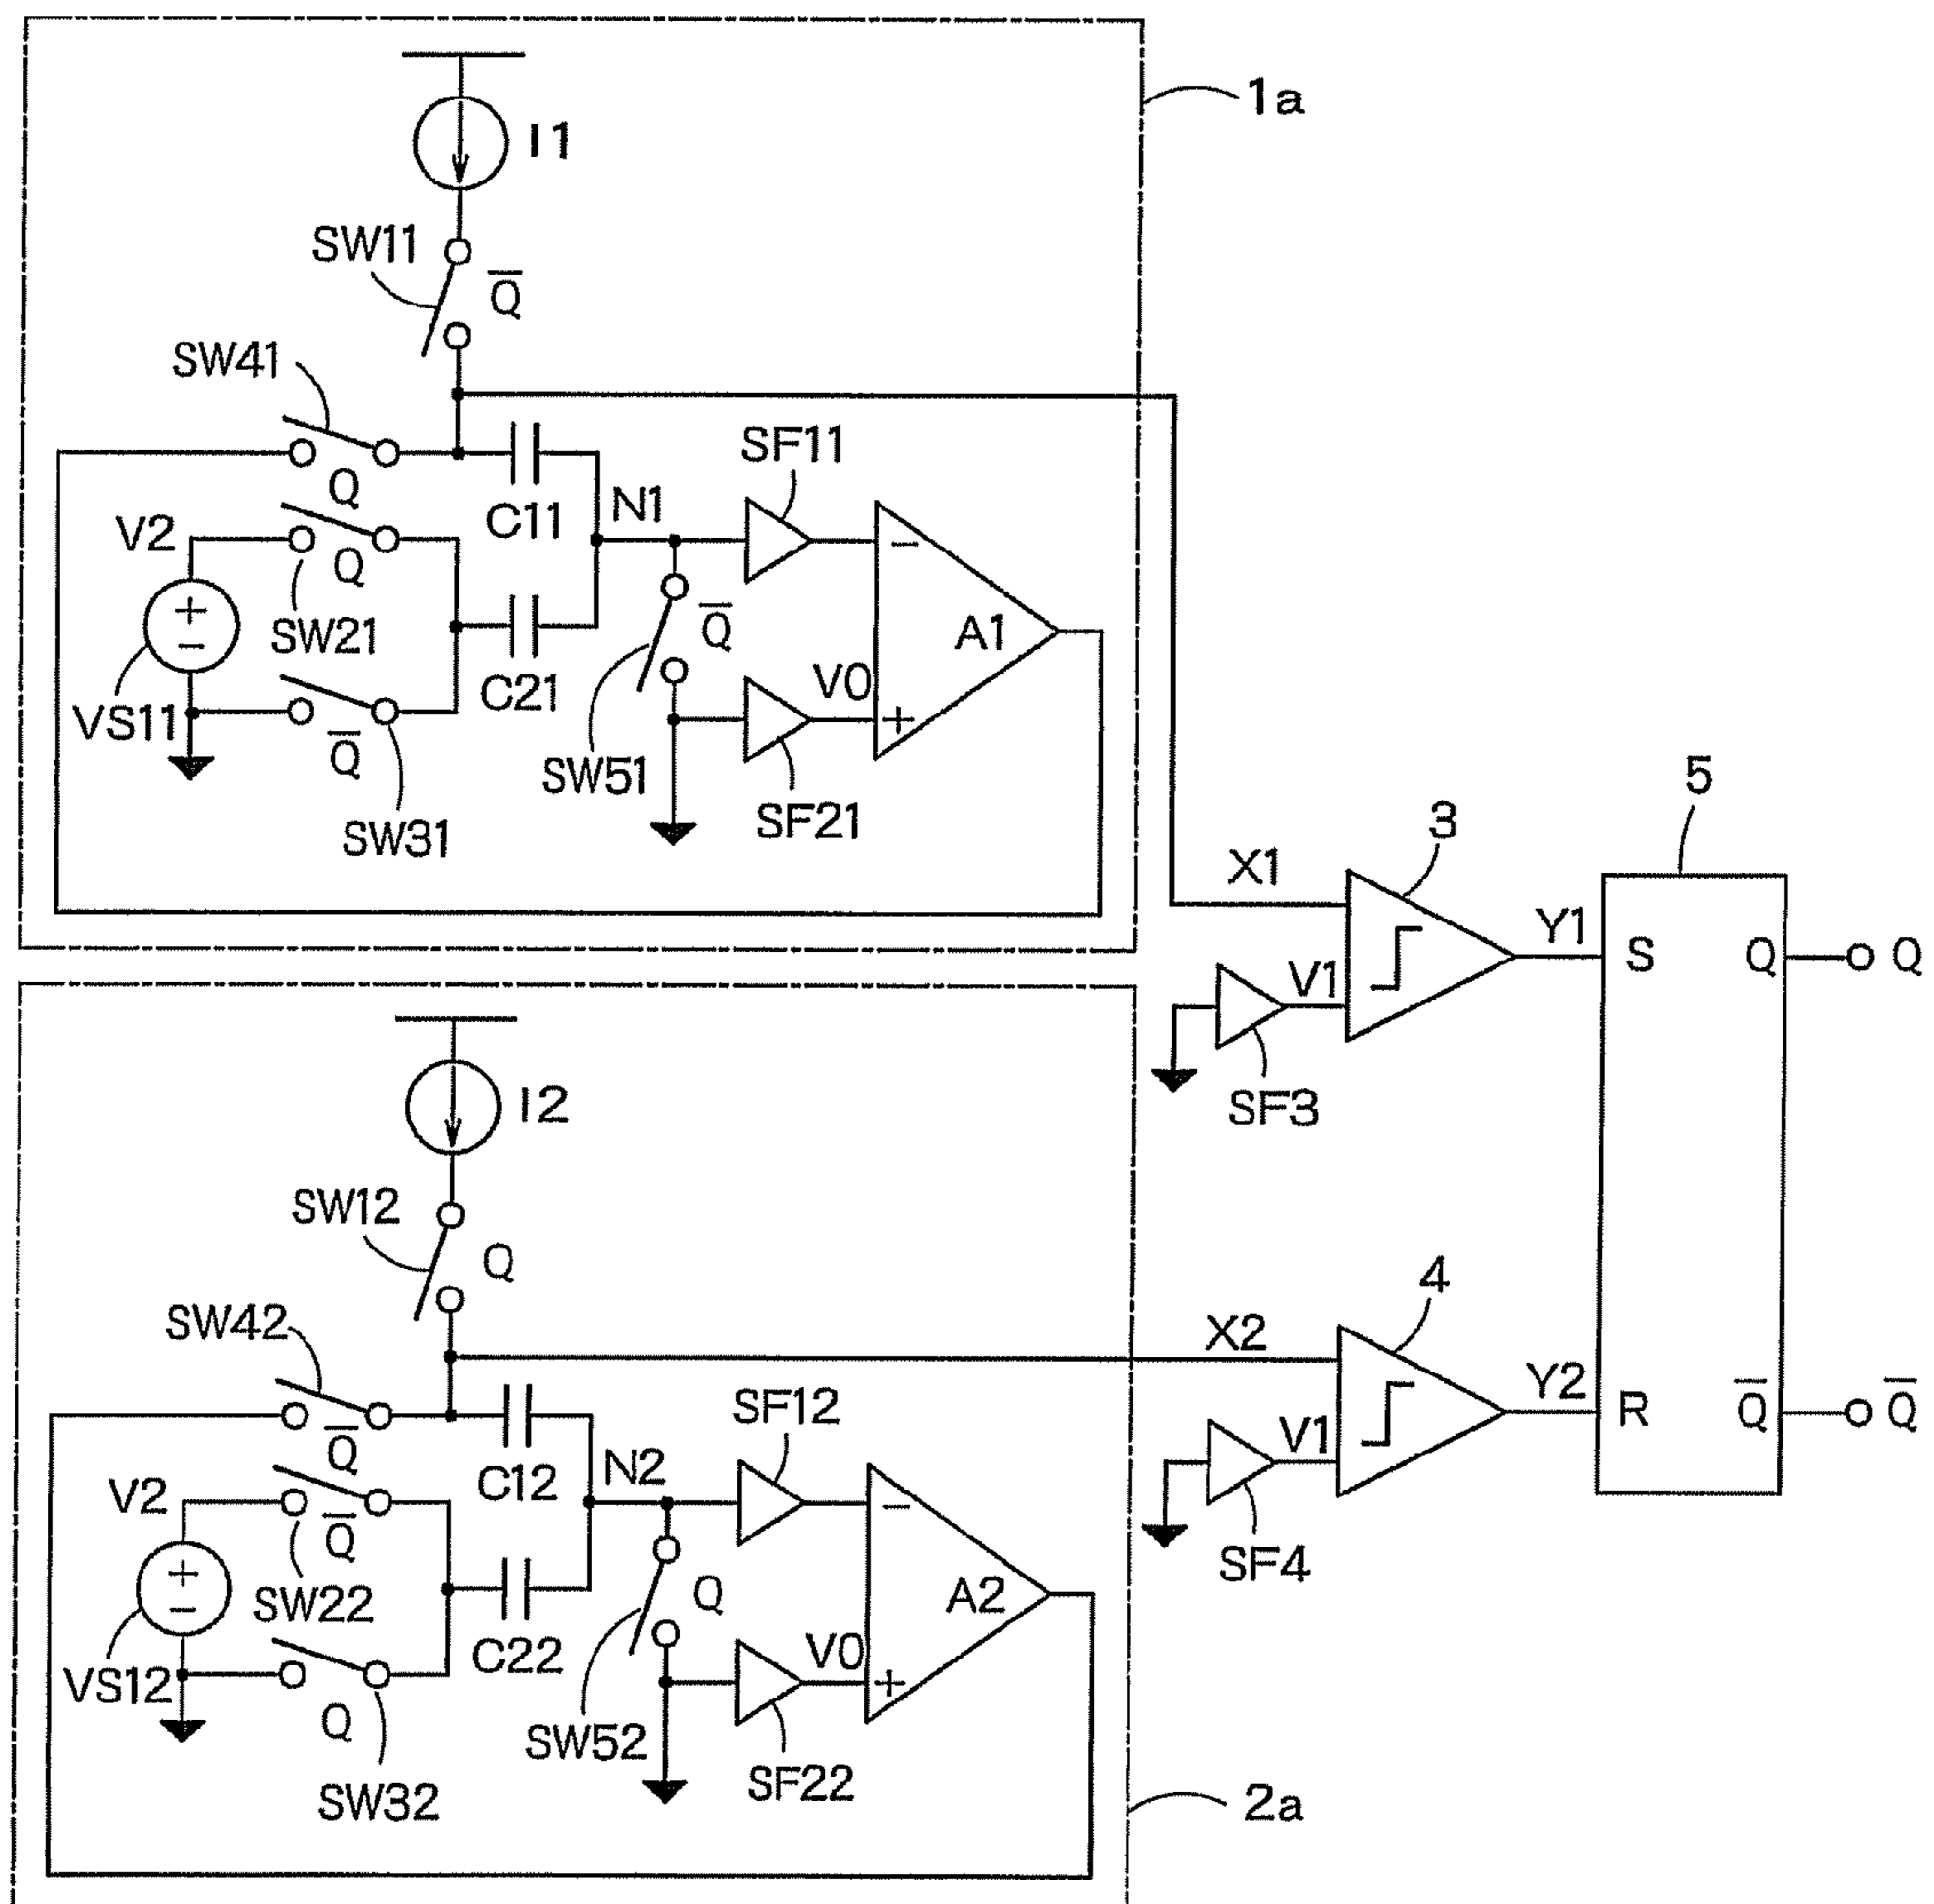 1a
I1
SW11
Q̅
SW41
Q
C11
SF11
N1
V2
Q
SW21
Q̅
A1
C21
V0
VS11
Q̅
SW51
SF21
SW31
−
+
+
−
5
3
X1
Y1
S
Q
Q
V1
SF3
I2
SW12
Q
SW42
Q̅
C12
SF12
N2
X2
4
Y2
R
Q̅
Q̅
V1
SF4
V2
Q̅
SW22
Q
A2
C22
V0
VS12
Q
SW52
SF22
SW32
−
+
+
−
2a